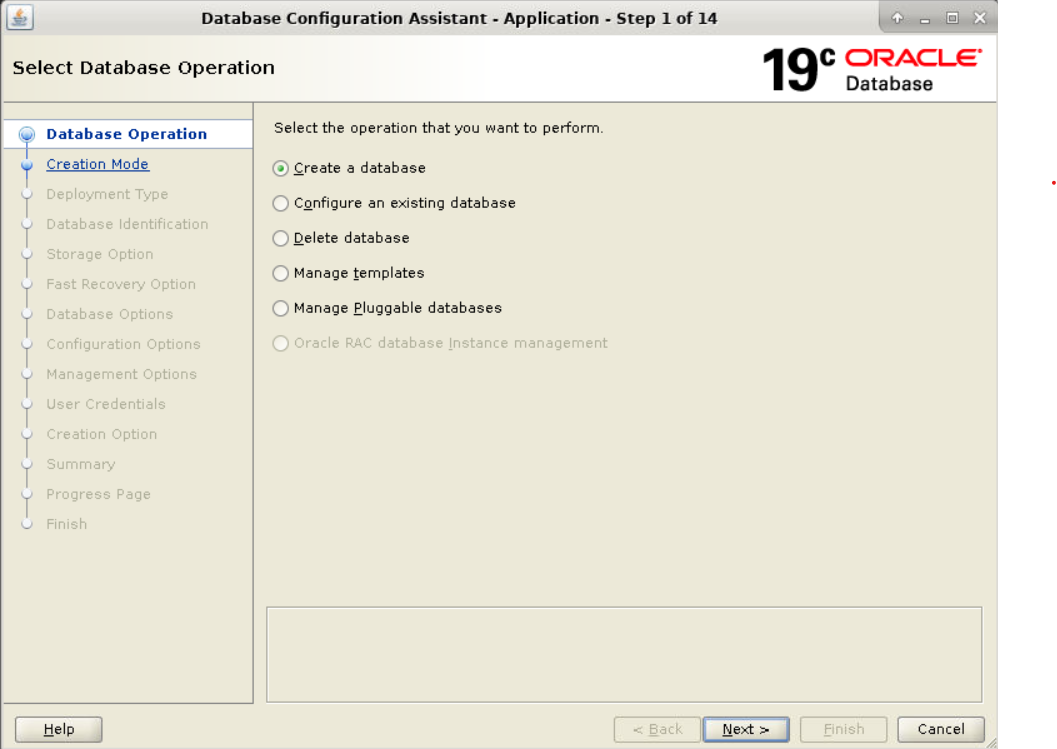 Database Configuration Assistant - Application - Step 1 of 14
Select Database Operation
19c ORACLE
Database
Database Operation
Creation Mode
Deployment Type
Database Identification
Storage Option
Fast Recovery Option
Database Options
Configuration Options
Management Options
User Credentials
Creation Option
Summary
Progress Page
Finish
Select the operation that you want to perform.
Create a database
Configure an existing database
Delete database
Manage templates
Manage Pluggable databases
Oracle RAC database Instance management
Help
< Back
Next >
Finish
Cancel